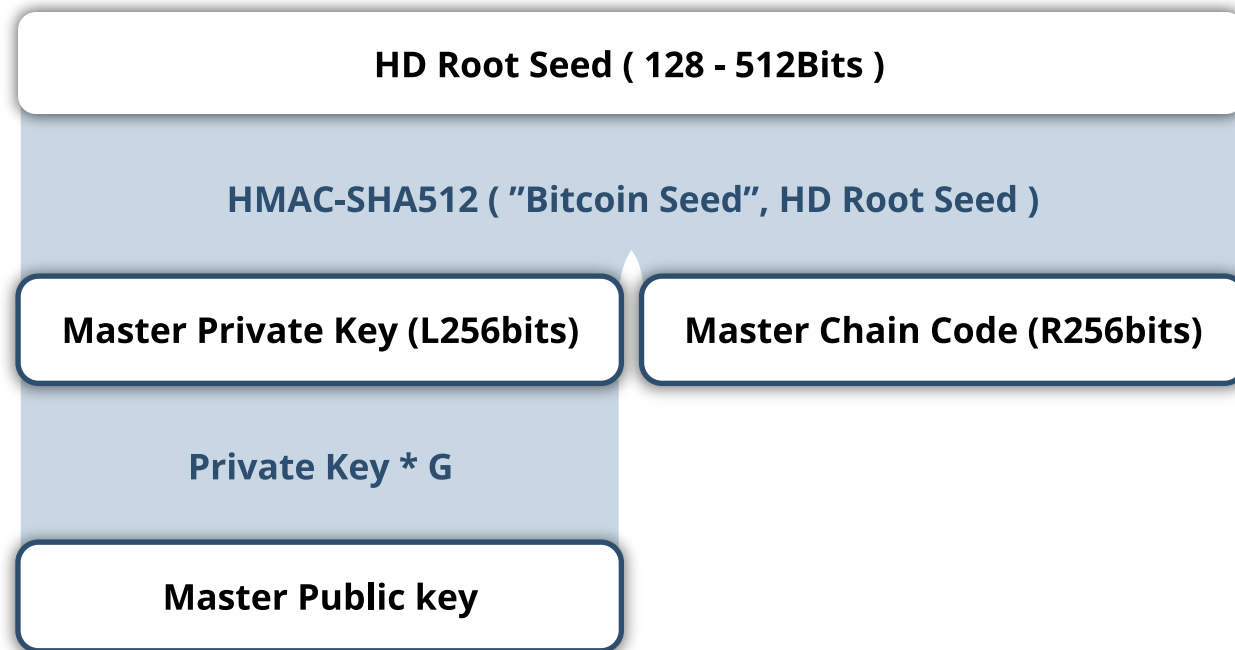 HD Root Seed ( 128 - 512Bits )
HMAC-SHA512 ( ”Bitcoin Seed”, HD Root Seed )
Master Private Key (L256bits)
Master Chain Code (R256bits)
Private Key * G
Master Public key